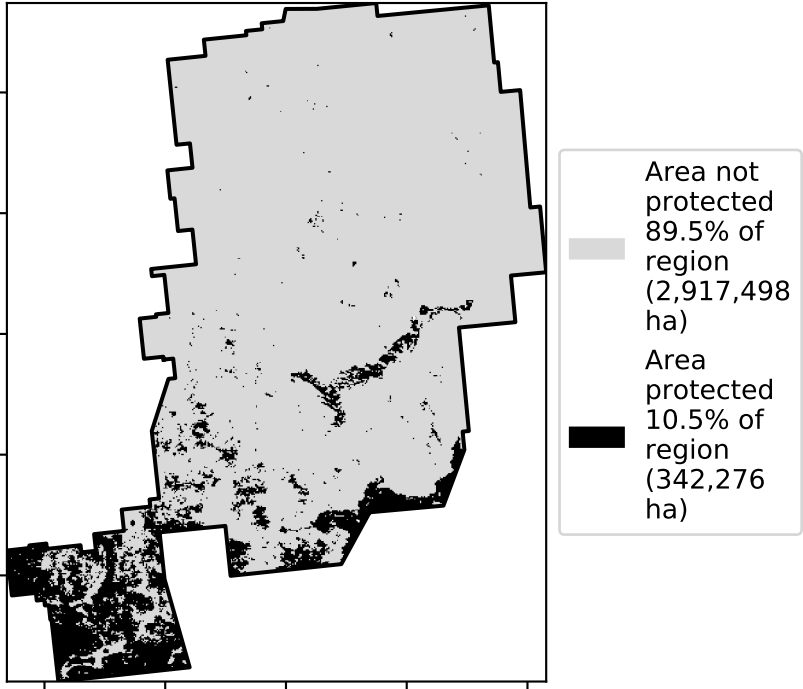 Area not
protected
89.5% of
region
(2,917,498
ha)
Area
protected
10.5% of
region
(342,276
ha)